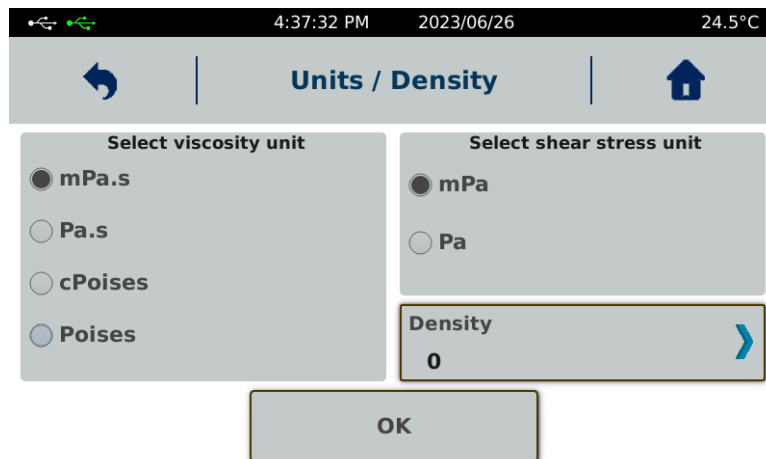 4:37:32 PM 2023/06/26 24.5°C
Units / Density
Select viscosity unit
mPa.s
Pa.s
cPoises
Poises
Select shear stress unit
mPa
Pa
Density
0
OK